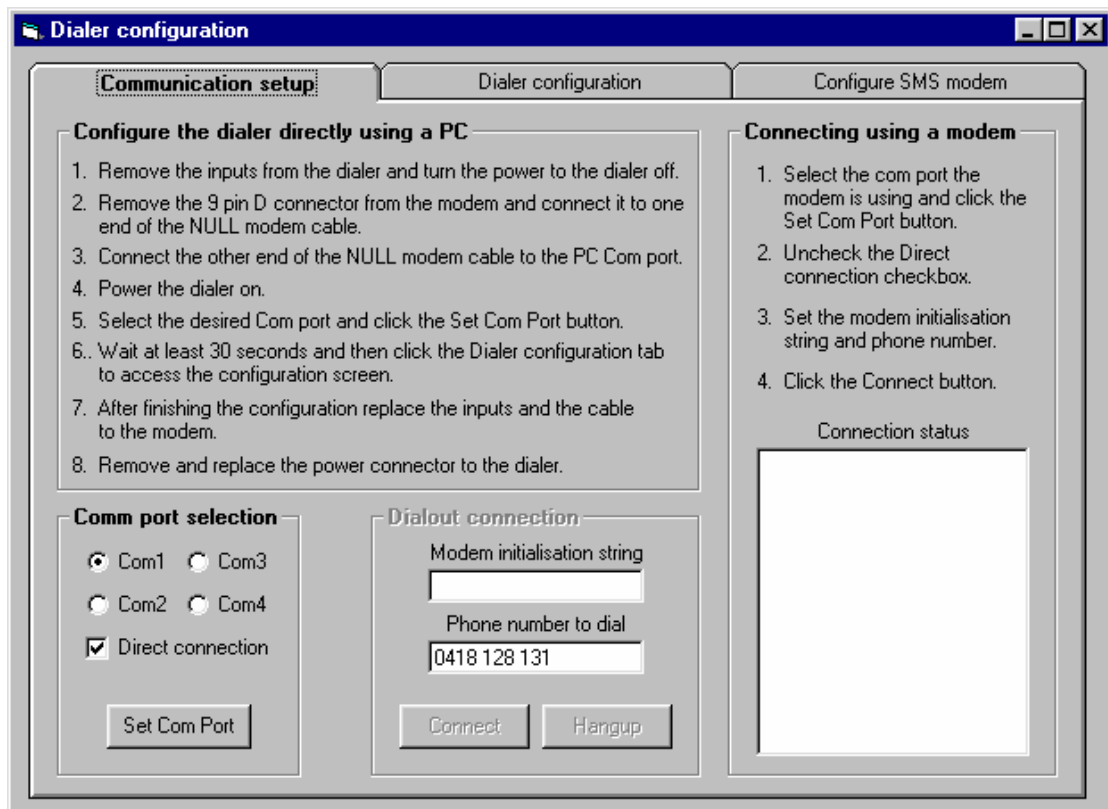 Dialer configuration
Communication setup
Dialer configuration
Configure SMS modem
Configure the dialer directly using a PC
1. Remove the inputs from the dialer and turn the power to the dialer off.
2. Remove the 9 pin D connector from the modem and connect it to one
end of the NULL modem cable.
3. Connect the other end of the NULL modem cable to the PC Com port.
4. Power the dialer on.
5. Select the desired Com port and click the Set Com Port button.
6.. Wait at least 30 seconds and then click the Dialer configuration tab
to access the configuration screen.
7. After finishing the configuration replace the inputs and the cable
to the modem.
8. Remove and replace the power connector to the dialer.
Connecting using a modem
1. Select the com port the
modem is using and click the
Set Com Port button.
2. Uncheck the Direct
connection checkbox.
3. Set the modem initialisation
string and phone number.
4. Click the Connect button.
Connection status
Comm port selection
Com1
Com3
Com2
Com4
Direct connection
Set Com Port
Dialout connection
Modem initialisation string
Phone number to dial
0418 128 131
Connect
Hangup